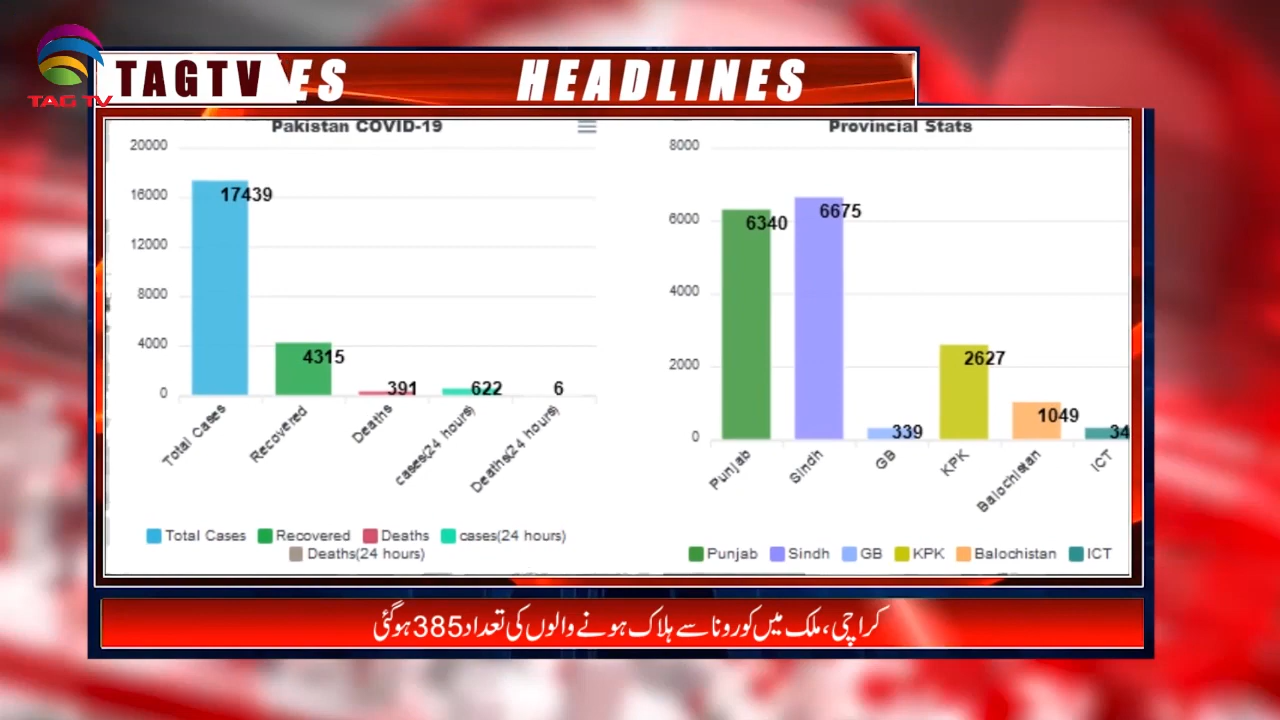 TAG TV
TAGTV
ES
HEADLINES
Pakistan COVID-19
20000
16000
12000
8000
4000
0
17439
4315
391
622
6
Total Cases
Recovered
Deaths
cases(24 hours)
Deaths(24 hours)
Total Cases Recovered Deaths cases(24 hours)
Deaths(24 hours)
Provincial Stats
8000
6000
4000
2000
0
6340
6675
339
2627
1049
34
Punjab
Sindh
GB
KPK
Balochistan
ICT
Punjab Sindh GB KPK Balochistan ICT
کراچی، ملک میں کورونا سے ہلاک ہونے والوں کی تعداد 385 ہوگئی